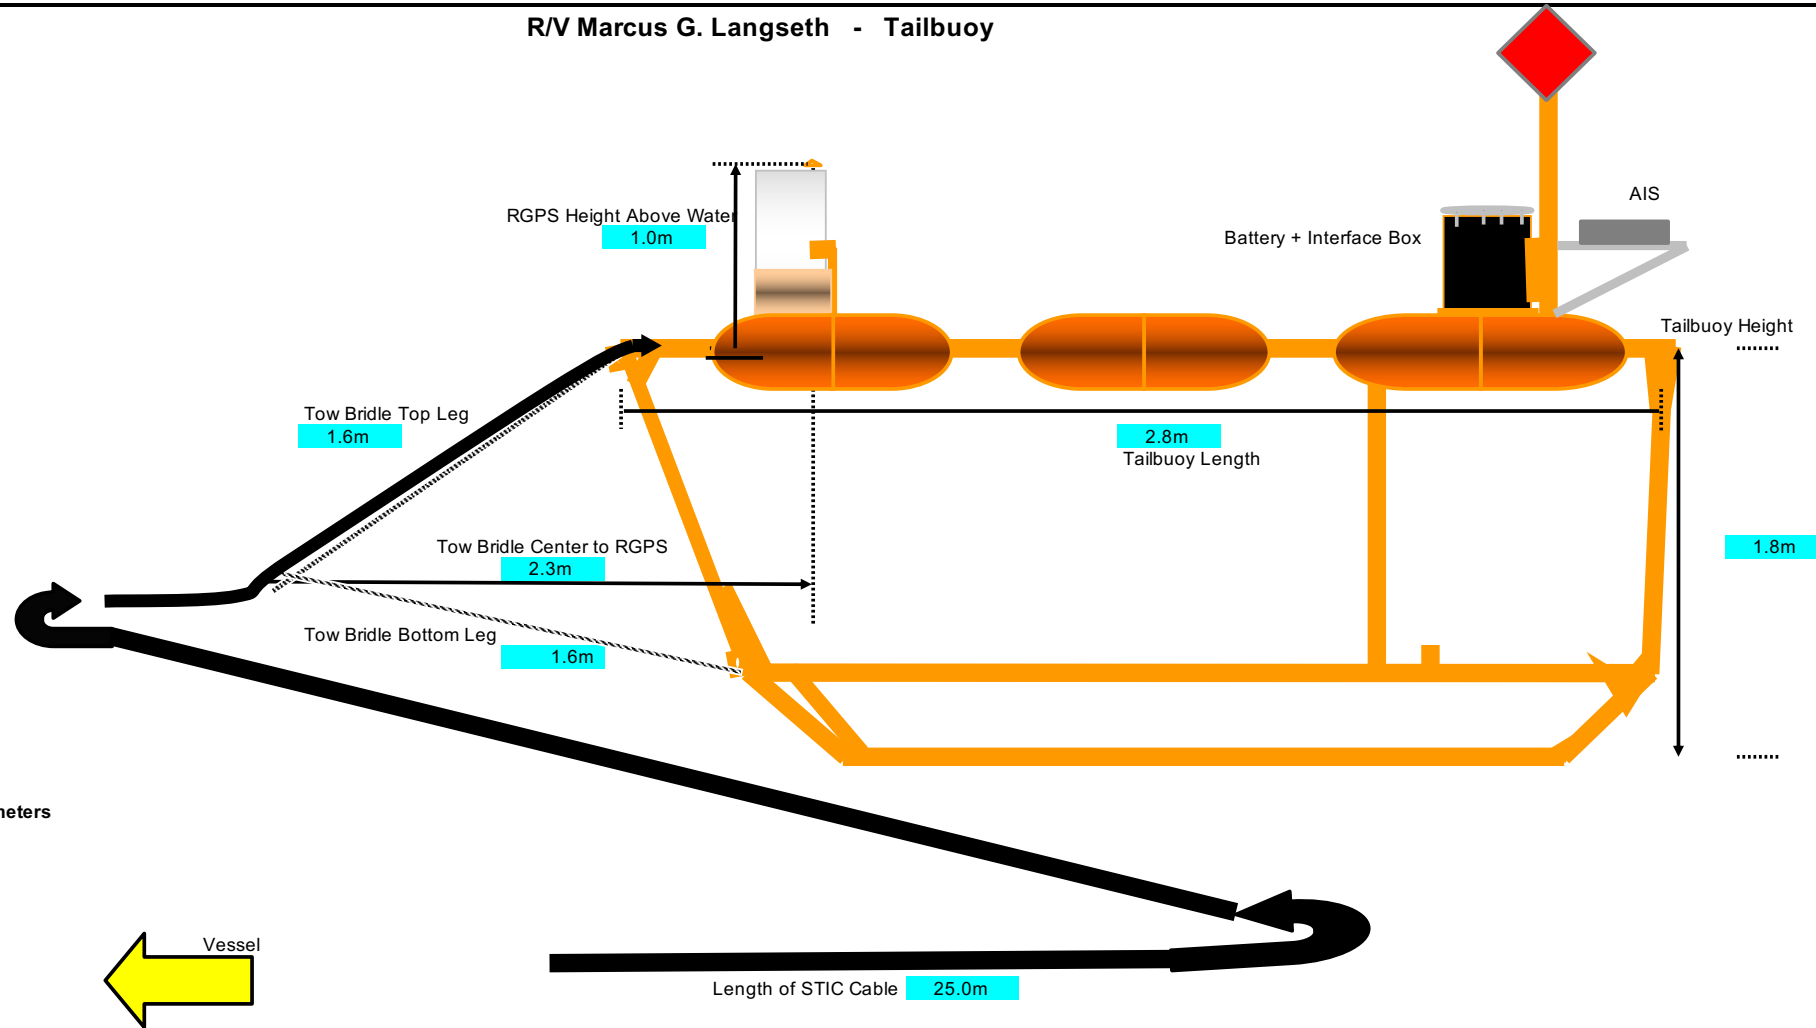 R/V Marcus G. Langseth - Tailbuoy
AIS
RGPS Height Above Water
1.0m
Battery + Interface Box
Tailbuoy Height
Tow Bridle Top Leg
1.6m
2.8m
Tailbuoy Length
Tow Bridle Center to RGPS
2.3m
1.8m
Tow Bridle Bottom Leg
1.6m
Vessel
Length of STIC Cable 25.0m